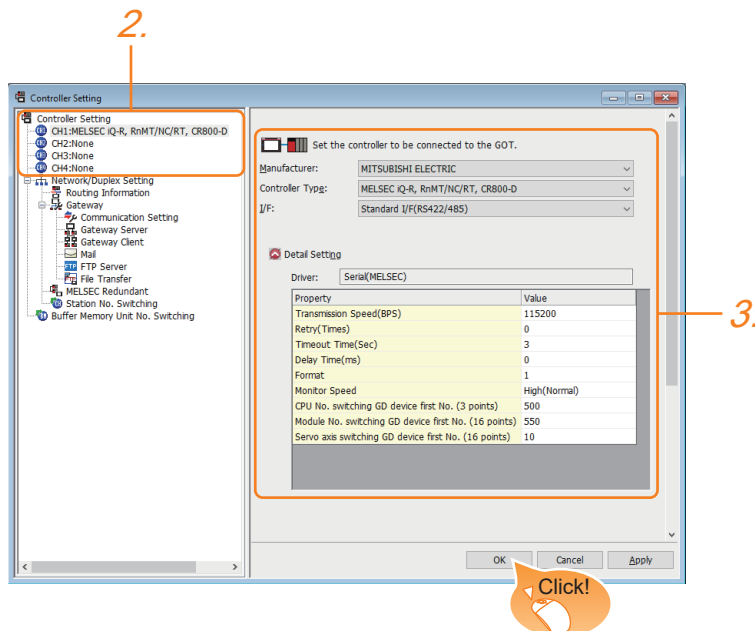 2.
Controller Setting
Controller Setting
CH1:MELSEC iQ-R, RnMT/NC/RT, CR800-D
CH2:None
CH3:None
CH4:None
Network/Duplex Setting
Routing Information
Gateway
Communication Setting
Gateway Server
Gateway Client
Mail
FTP Server
File Transfer
MELSEC Redundant
Station No. Switching
Buffer Memory Unit No. Switching
Set the controller to be connected to the GOT.
Manufacturer: MITSUBISHI ELECTRIC
Controller Type: MELSEC iQ-R, RnMT/NC/RT, CR800-D
I/F: Standard I/F(RS422/485)
Detail Setting
Driver: Serial(MELSEC)
Property Value
Transmission Speed(BPS) 115200
Retry(Times) 0
Timeout Time(Sec) 3
Delay Time(ms) 0
Format 1
Monitor Speed High(Normal)
CPU No. switching GD device first No. (3 points) 500
Module No. switching GD device first No. (16 points) 550
Servo axis switching GD device first No. (16 points) 10
3.
OK Cancel Apply
Click!